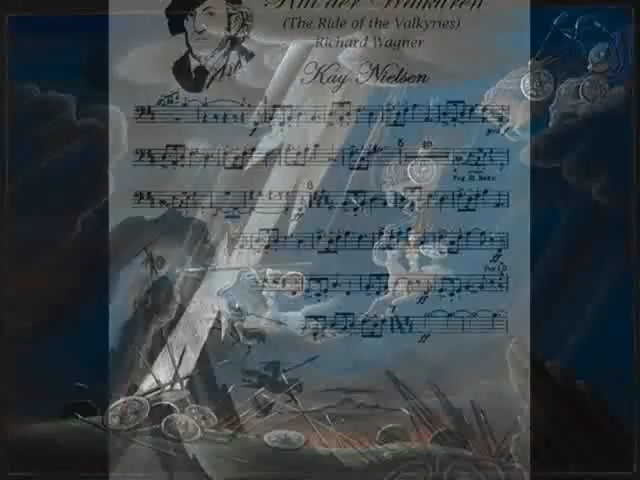 (The Ride of the Valkyries)
Richard Wagner
Kay Nielsen